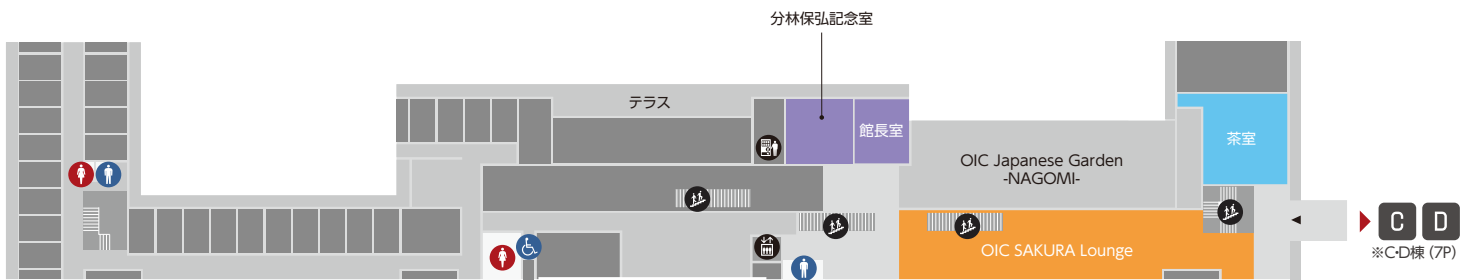 分林保弘記念室
テラス
館長室
茶室
OIC Japanese Garden
-NAGOMI-
OIC SAKURA Lounge
C D
※C・D棟 (7P)